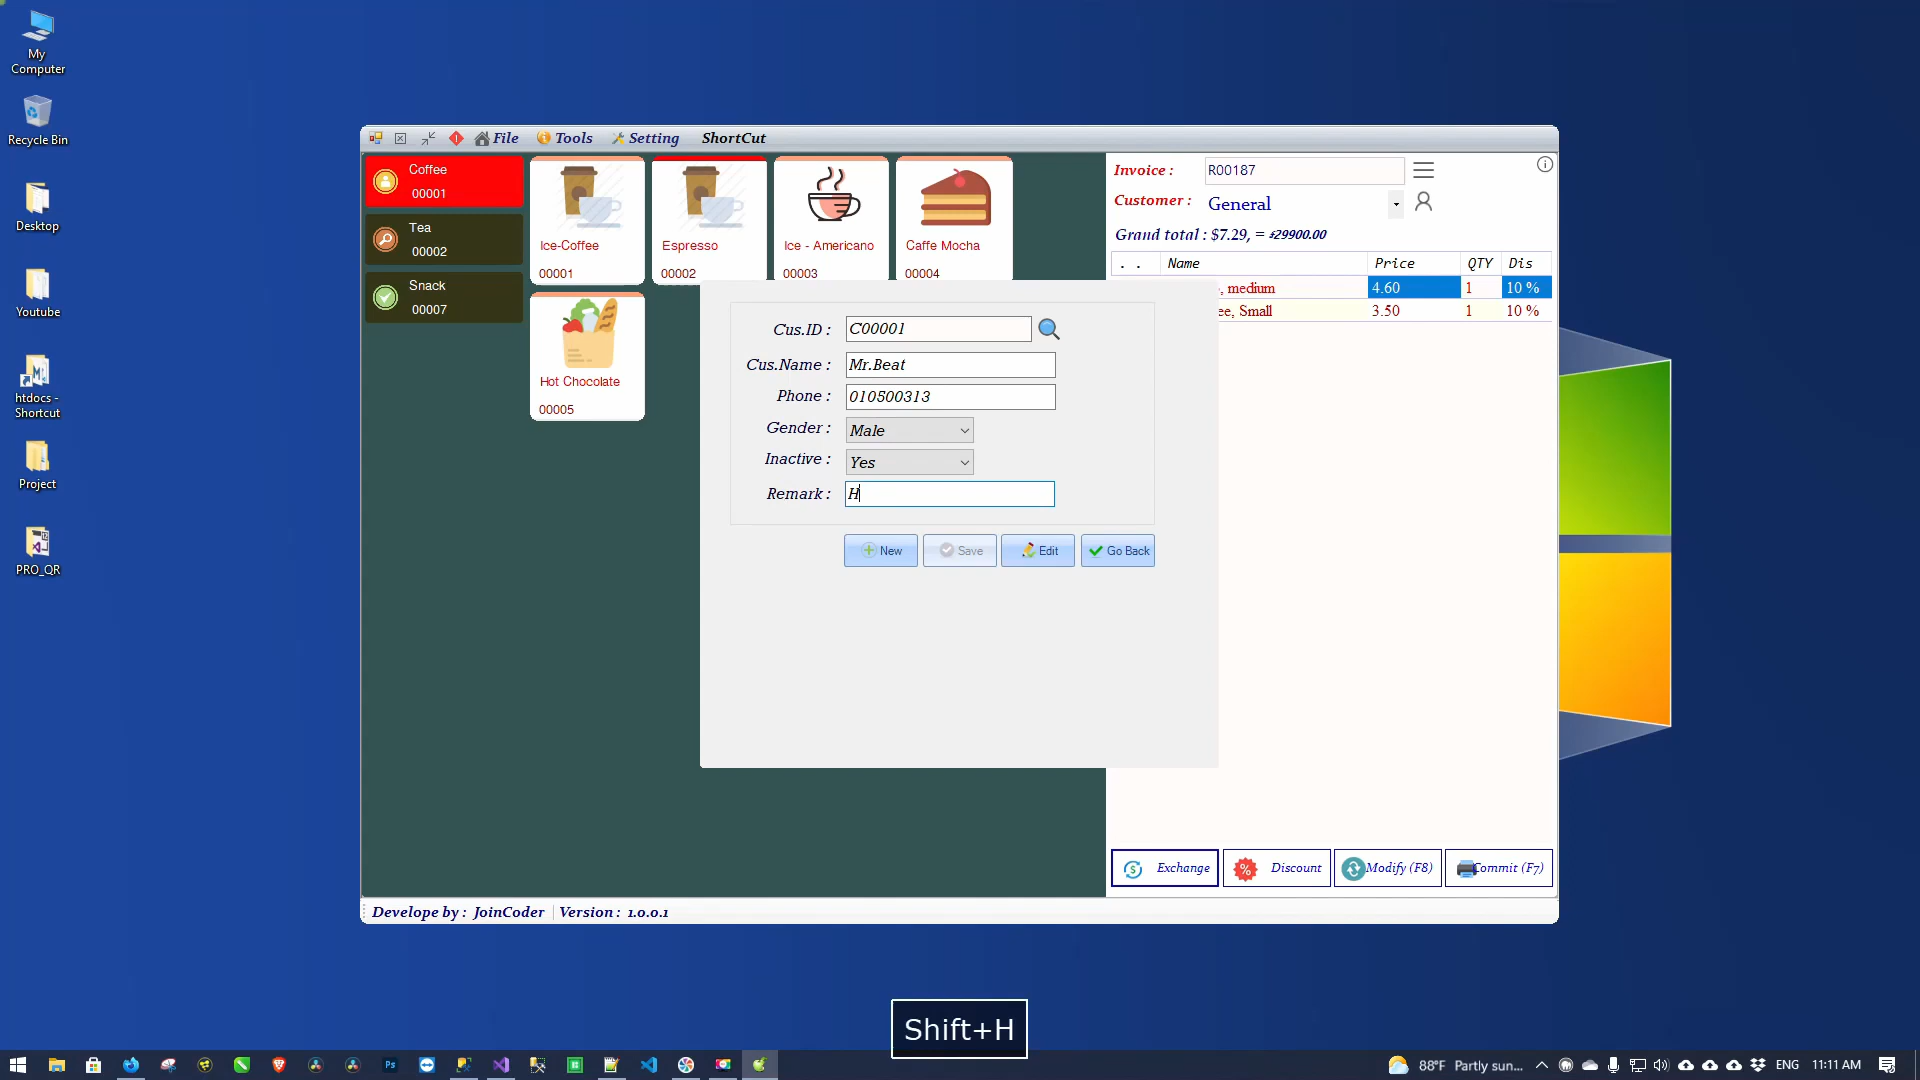 My
Computer
Recycle Bin
Desktop
Youtube
htdocs -
Shortcut
Project
PRO_QR
File
Tools
Setting
ShortCut
Coffee
00001
Tea
00002
Snack
00007
Ice-Coffee
00001
Espresso
00002
Ice - Americano
00003
Caffe Mocha
00004
Hot Chocolate
00005
Invoice :
R00187
Customer :
General
Grand total : $7.29, = ៛29900.00
. . Name Price QTY Dis
, medium 4.60 1 10 %
ee, Small 3.50 1 10 %
Cus.ID : C00001
Cus.Name : Mr.Beat
Phone : 010500313
Gender : Male
Inactive : Yes
Remark : H
New Save Edit Go Back
Exchange Discount Modify (F8) Commit (F7)
Develope by : JoinCoder Version : 1.0.0.1
Shift+H
Ps
88°F Partly sun... ENG 11:11 AM